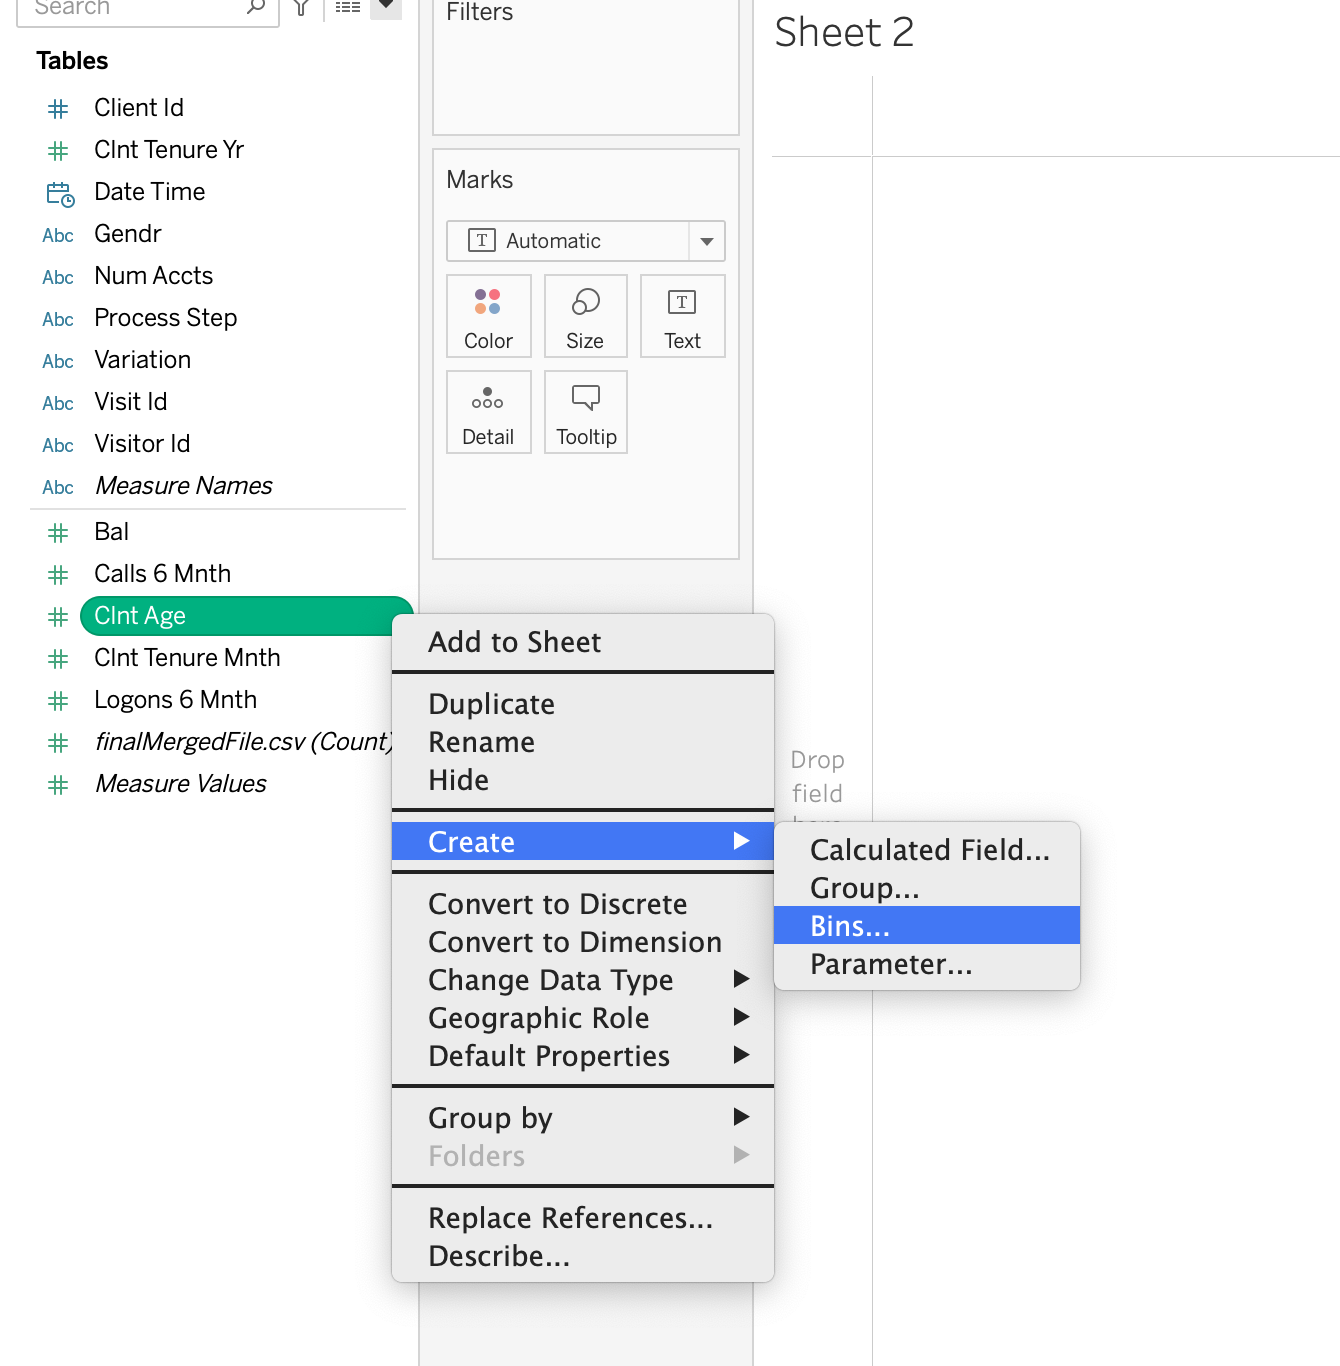 Search
Tables
Client Id
Clnt Tenure Yr
Date Time
Abc Gendr
Abc Num Accts
Abc Process Step
Abc Variation
Abc Visit Id
Abc Visitor Id
Abc Measure Names
Bal
Calls 6 Mnth
Clnt Age
Clnt Tenure Mnth
Logons 6 Mnth
finalMergedFile.csv (Count)
Measure Values
Filters
Marks
T Automatic
Color
Size
T
Text
Detail
Tooltip
Sheet 2
Drop
field
here
Add to Sheet
Duplicate
Rename
Hide
Create
Convert to Discrete
Convert to Dimension
Change Data Type
Geographic Role
Default Properties
Group by
Folders
Replace References...
Describe...
Calculated Field...
Group...
Bins...
Parameter...